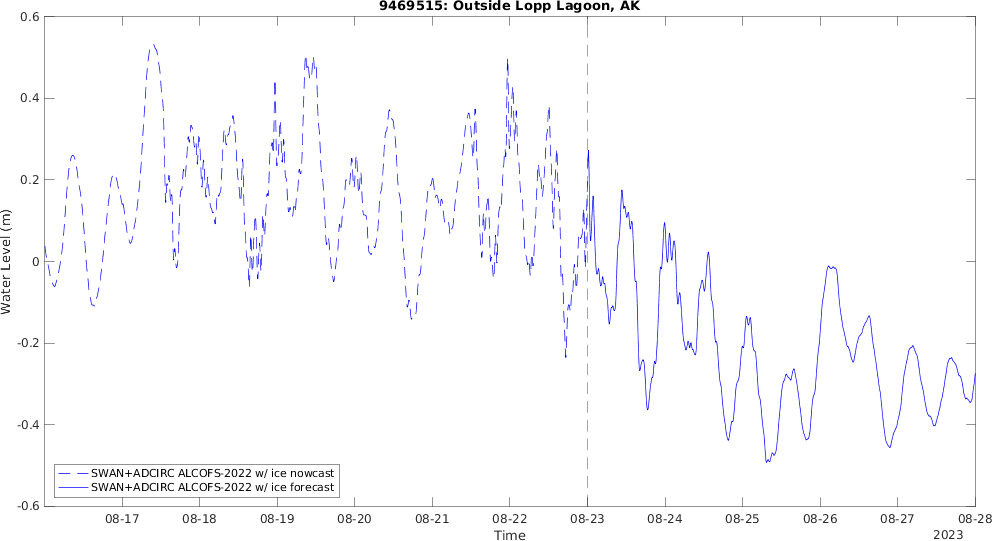 9469515: Outside Lopp Lagoon, AK
Water Level (m)
0.6
0.4
0.2
0
-0.2
-0.4
-0.6
SWAN+ADCIRC ALCOFS-2022 w/ ice nowcast
SWAN+ADCIRC ALCOFS-2022 w/ ice forecast
08-17 08-18 08-19 08-20 08-21 08-22 08-23 08-24 08-25 08-26 08-27 08-28
Time
2023